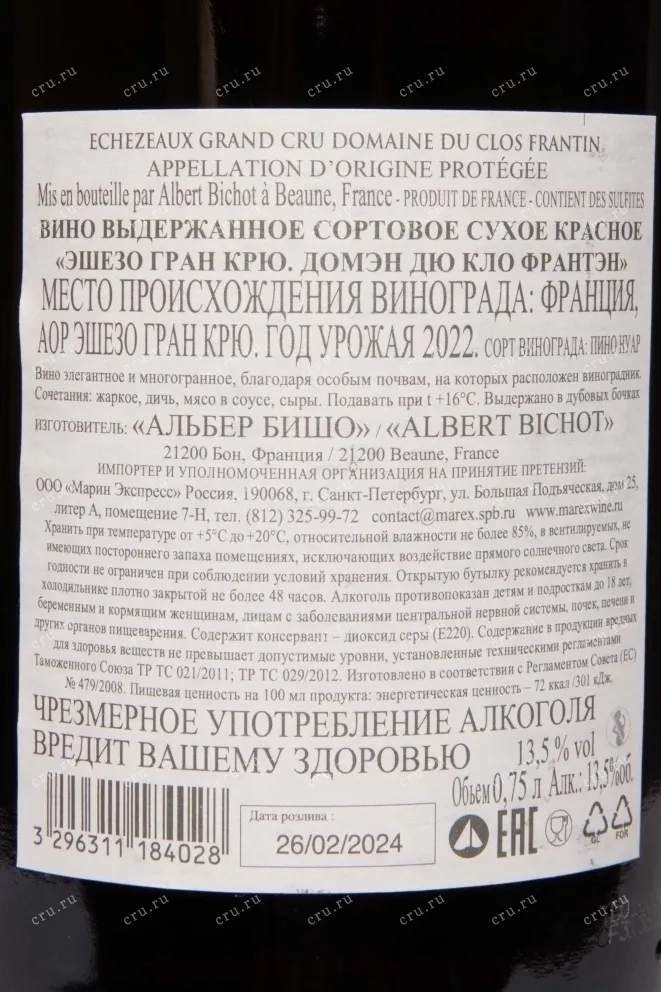 ECHEZEAUX GRAND CRU DOMAINE DU CLOS FRANTIN
APPELLATION D'ORIGINE PROTÉGÉE
Mis en bouteille par Albert Bichot à Beaune, France - PRODUIT DE FRANCE - CONTIENT DES SULFITES
ВИНО ВЫДЕРЖАННОЕ СОРТОВОЕ СУХОЕ КРАСНОЕ
«ЭШЕЗО ГРАН КРЮ. ДОМЭН ДЮ КЛО ФРАНТЭН»
МЕСТО ПРОИСХОЖДЕНИЯ ВИНОГРАДА: ФРАНЦИЯ,
АОР ЭШЕЗО ГРАН КРЮ. ГОД УРОЖАЯ 2022. СОРТ ВИНОГРАДА: ПИНО НУАР
Вино элегантное и многогранное, благодаря особым почвам, на которых расположен виноградник.
Сочетания: жаркое, дичь, мясо в соусе, сыры. Подавать при t +16°C. Выдержано в дубовых бочках
ИЗГОТОВИТЕЛЬ: «АЛЬБЕР БИШО» / «ALBERT BICHOT»
21200 Бон, Франция / 21200 Beaune, France
ИМПОРТЕР И УПОЛНОМОЧЕННАЯ ОРГАНИЗАЦИЯ НА ПРИНЯТИЕ ПРЕТЕНЗИЙ:
ООО «Марин Экспресс» Россия, 190068, г. Санкт-Петербург, ул. Большая Подъяческая, дом 25,
литер А, помещение 7-Н, тел. (812) 325-99-72 contact@marex.spb.ru www.marexwine.ru
Хранить при температуре от +5°C до +20°C, относительной влажности не более 85%, в вентилируемых, не
имеющих постороннего запаха помещениях, исключающих воздействие прямого солнечного света. Срок
годности не ограничен при соблюдении условий хранения. Открытую бутылку рекомендуется хранить в
холодильнике плотно закрытой не более 48 часов. Алкоголь противопоказан детям и подросткам до 18 лет,
беременным и кормящим женщинам, лицам с заболеваниями центральной нервной системы, почек, печени и
других органов пищеварения. Содержит консервант – диоксид серы (E220). Содержание в продукции вредных
для здоровья веществ не превышает допустимые уровни, установленные техническими регламентами
Таможенного Союза ТР ТС 021/2011; ТР ТС 029/2012. Изготовлено в соответствии с Регламентом Совета (ЕС)
№ 479/2008. Пищевая ценность на 100 мл продукта: энергетическая ценность – 72 ккал /301 кДж.
ЧРЕЗМЕРНОЕ УПОТРЕБЛЕНИЕ АЛКОГОЛЯ
ВРЕДИТ ВАШЕМУ ЗДОРОВЬЮ
13,5 % vol
Объем 0,75 л Алк.: 13,5%об.
3 296311 184028
Дата розлива :
26/02/2024
EAC
GL
FOR
cru.ru